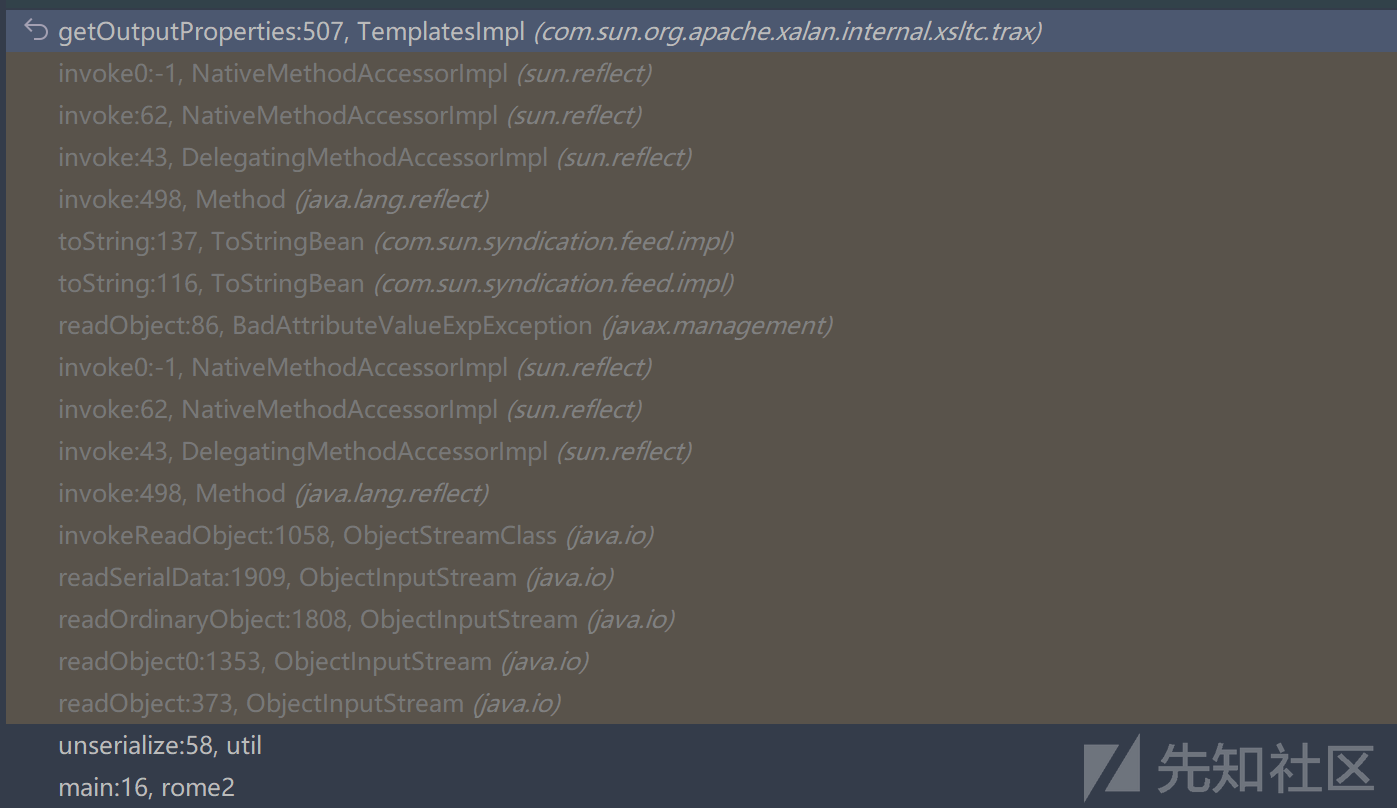 getOutputProperties:507, TemplatesImpl (com.sun.org.apache.xalan.internal.xsltc.trax)
invoke0:-1, NativeMethodAccessorImpl (sun.reflect)
invoke:62, NativeMethodAccessorImpl (sun.reflect)
invoke:43, DelegatingMethodAccessorImpl (sun.reflect)
invoke:498, Method (java.lang.reflect)
toString:137, ToStringBean (com.sun.syndication.feed.impl)
toString:116, ToStringBean (com.sun.syndication.feed.impl)
readObject:86, BadAttributeValueExpException (javax.management)
invoke0:-1, NativeMethodAccessorImpl (sun.reflect)
invoke:62, NativeMethodAccessorImpl (sun.reflect)
invoke:43, DelegatingMethodAccessorImpl (sun.reflect)
invoke:498, Method (java.lang.reflect)
invokeReadObject:1058, ObjectStreamClass (java.io)
readSerialData:1909, ObjectInputStream (java.io)
readOrdinaryObject:1808, ObjectInputStream (java.io)
readObject0:1353, ObjectInputStream (java.io)
readObject:373, ObjectInputStream (java.io)
unserialize:58, util
main:16, rome2
先知社区